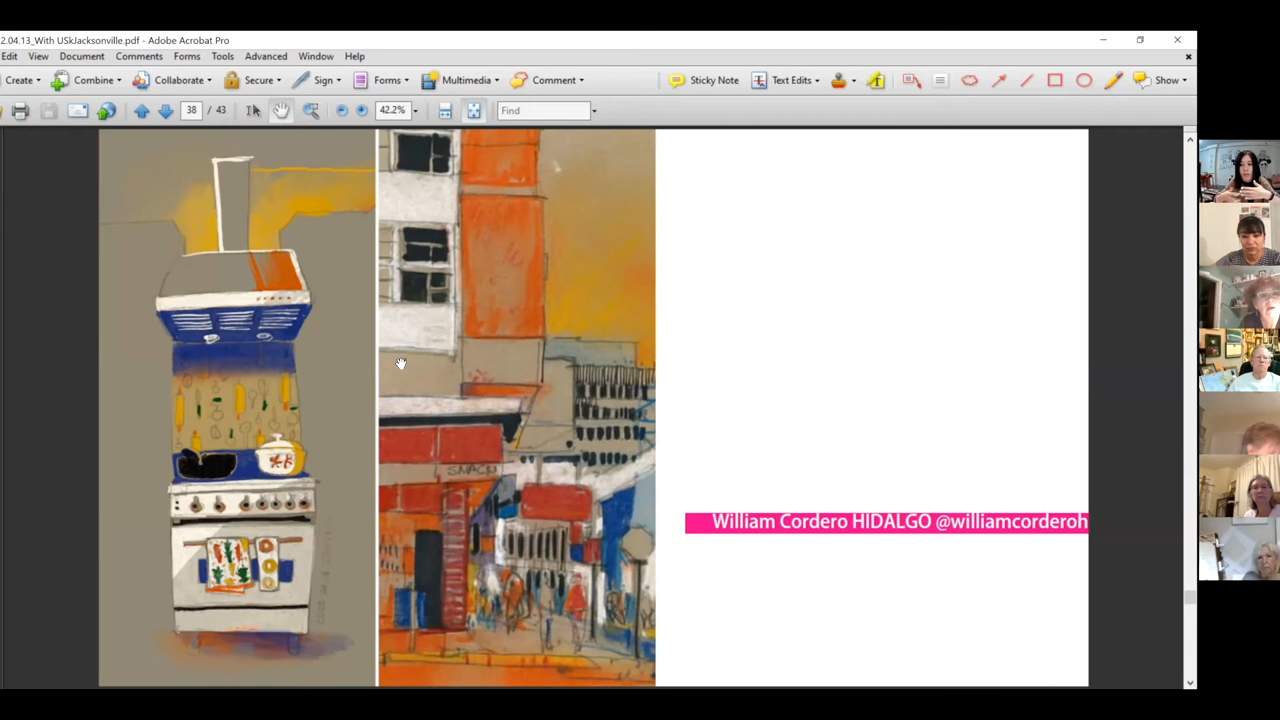 2.04.13_With USkJacksonville.pdf - Adobe Acrobat Pro
Edit View Document Comments Forms Tools Advanced Window Help
Create Combine Collaborate Secure Sign Forms Multimedia Comment Sticky Note Text Edits Show
38 / 43 42.2% Find
SNACK
William Cordero HIDALGO @williamcorderoh